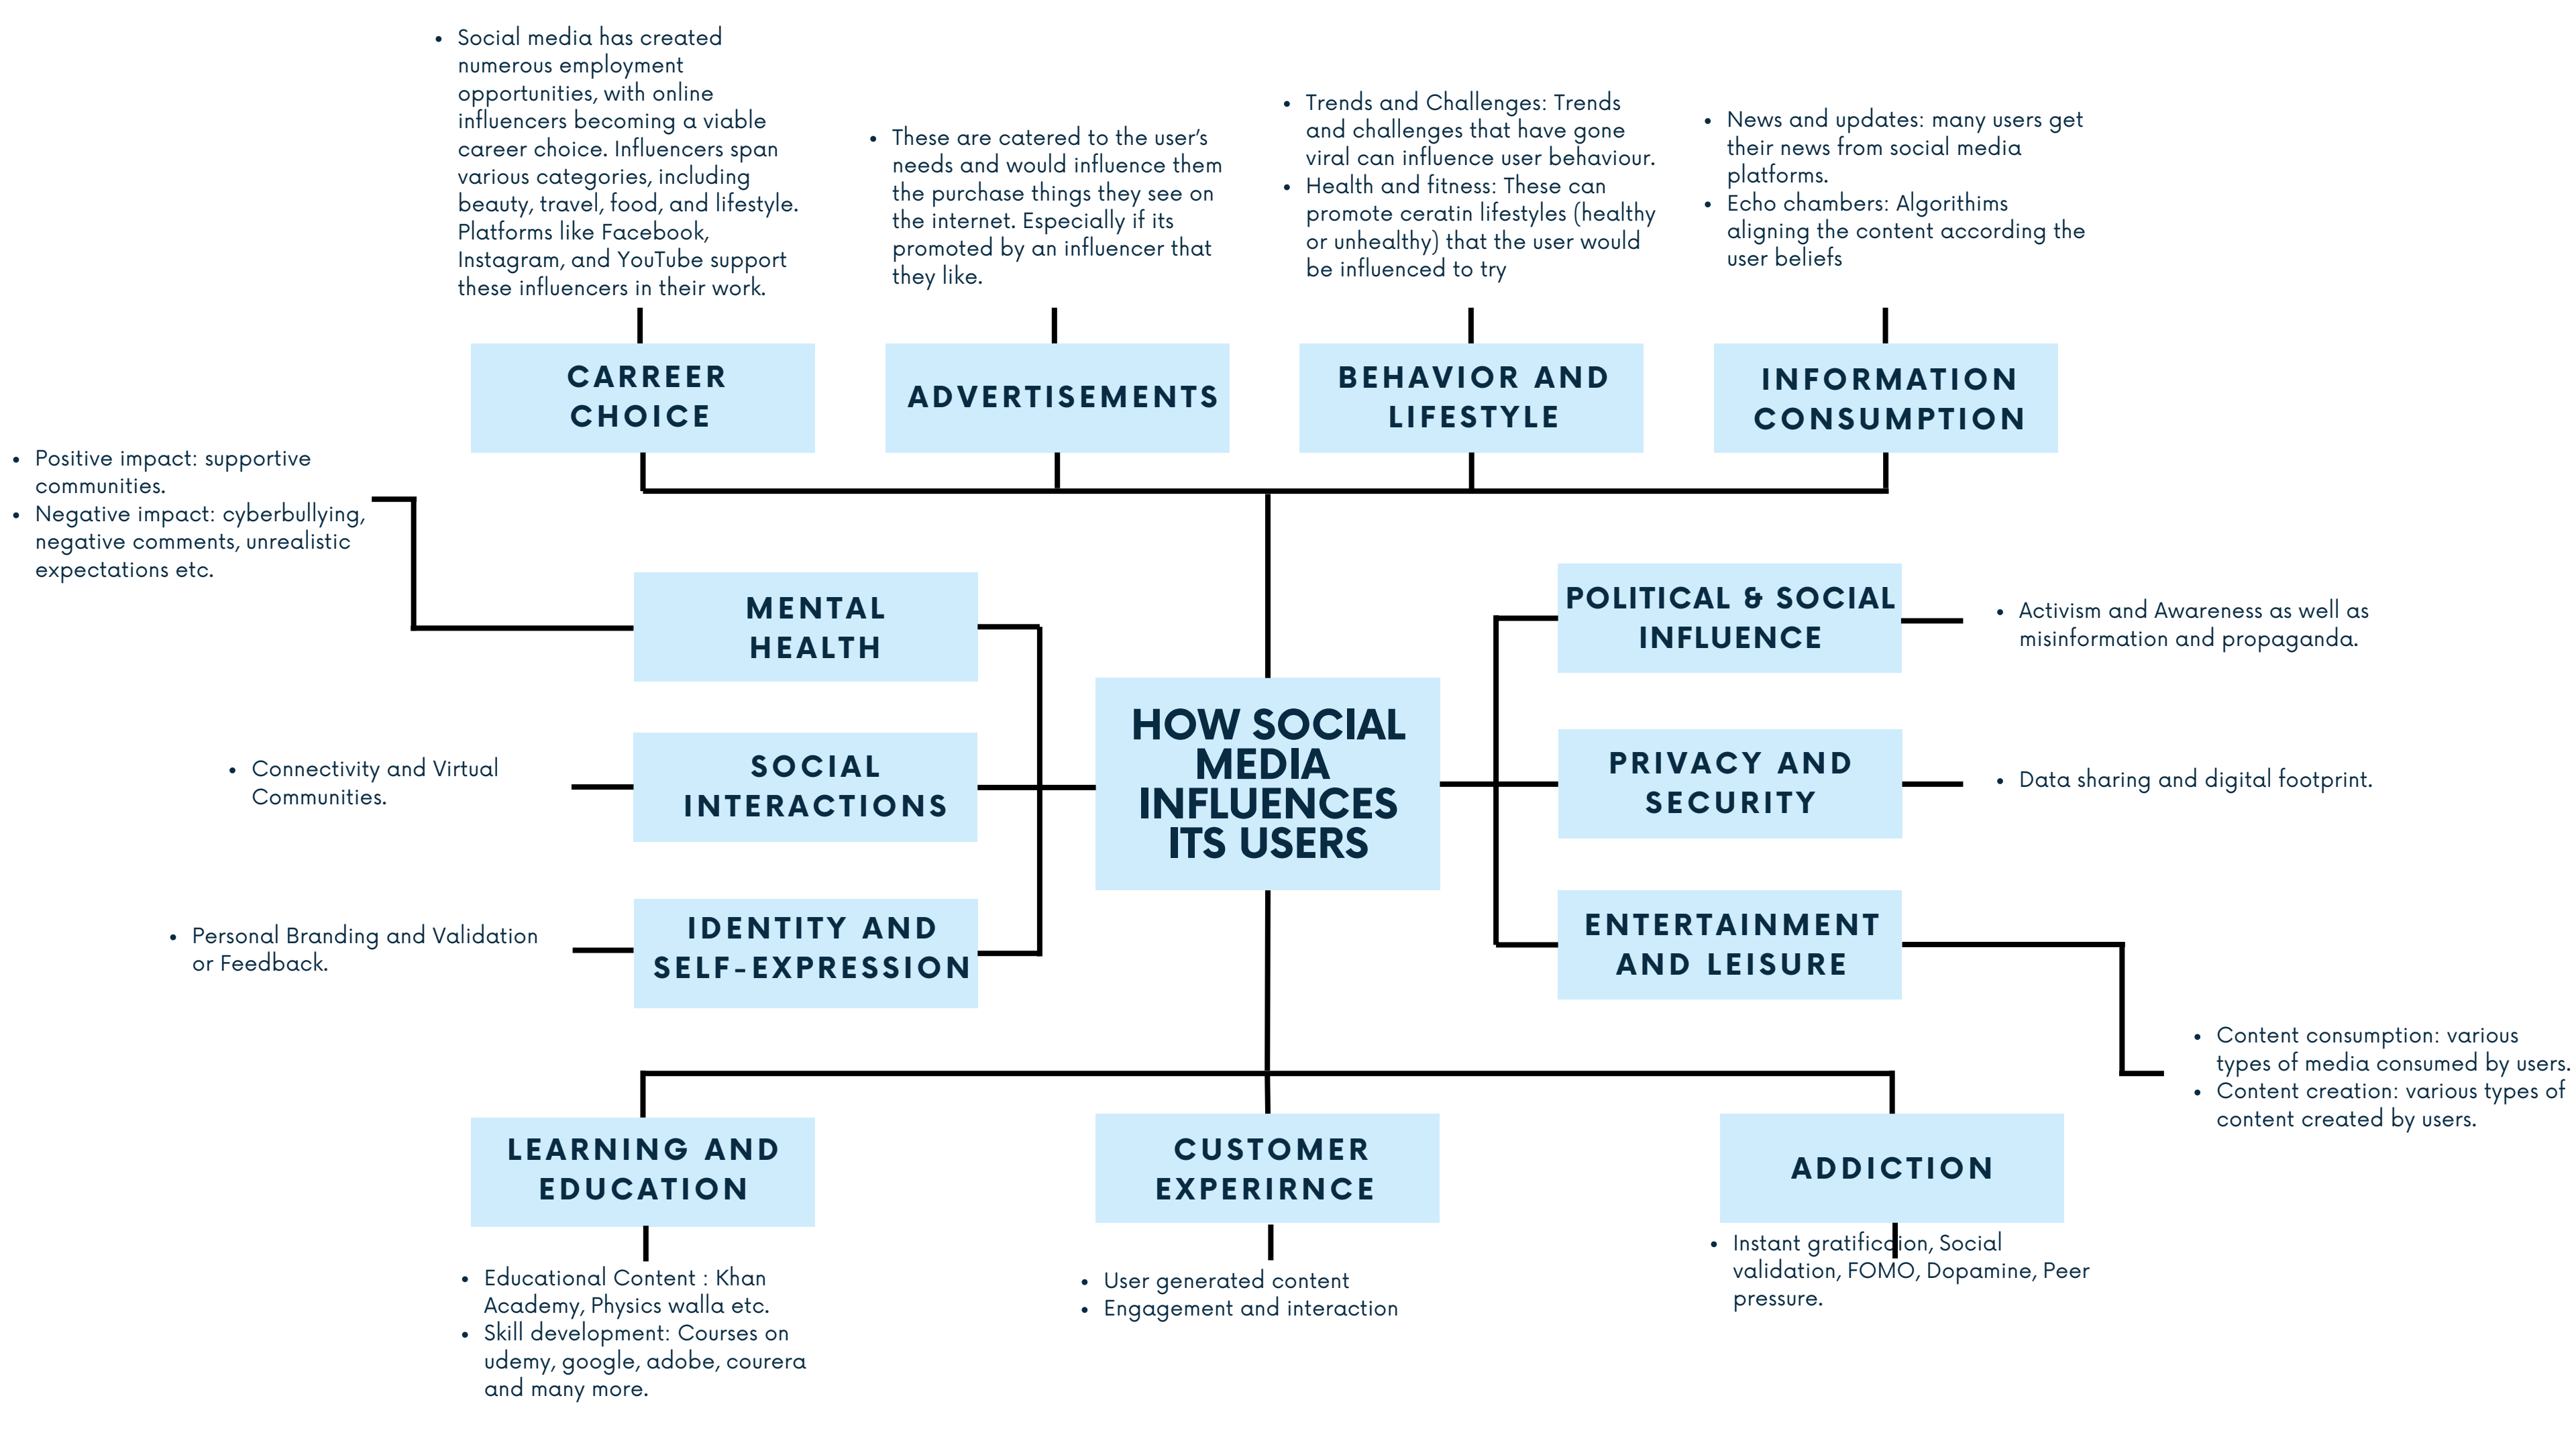 • Social media has created
numerous employment
opportunities, with online
influencers becoming a viable
career choice. Influencers span
various categories, including
beauty, travel, food, and lifestyle.
Platforms like Facebook,
Instagram, and YouTube support
these influencers in their work.
• These are catered to the user's
needs and would influence them
the purchase things they see on
the internet. Especially if its
promoted by an influencer that
they like.
• Trends and Challenges: Trends
and challenges that have gone
viral can influence user behaviour.
• Health and fitness: These can
promote ceratin lifestyles (healthy
or unhealthy) that the user would
be influenced to try
• News and updates: many users get
their news from social media
platforms.
• Echo chambers: Algorithims
aligning the content according the
user beliefs
CARREER
CHOICE
ADVERTISEMENTS
BEHAVIOR AND
LIFESTYLE
INFORMATION
CONSUMPTION
• Positive impact: supportive
communities.
• Negative impact: cyberbullying,
negative comments, unrealistic
expectations etc.
MENTAL
HEALTH
POLITICAL & SOCIAL
INFLUENCE
• Activism and Awareness as well as
misinformation and propaganda.
• Connectivity and Virtual
Communities.
SOCIAL
INTERACTIONS
HOW SOCIAL
MEDIA
INFLUENCES
ITS USERS
PRIVACY AND
SECURITY
• Data sharing and digital footprint.
• Personal Branding and Validation
or Feedback.
IDENTITY AND
SELF-EXPRESSION
ENTERTAINMENT
AND LEISURE
• Content consumption: various
types of media consumed by users.
• Content creation: various types of
content created by users.
LEARNING AND
EDUCATION
CUSTOMER
EXPERIRNCE
ADDICTION
• Educational Content : Khan
Academy, Physics walla etc.
• Skill development: Courses on
udemy, google, adobe, courera
and many more.
• User generated content
• Engagement and interaction
• Instant gratification, Social
validation, FOMO, Dopamine, Peer
pressure.